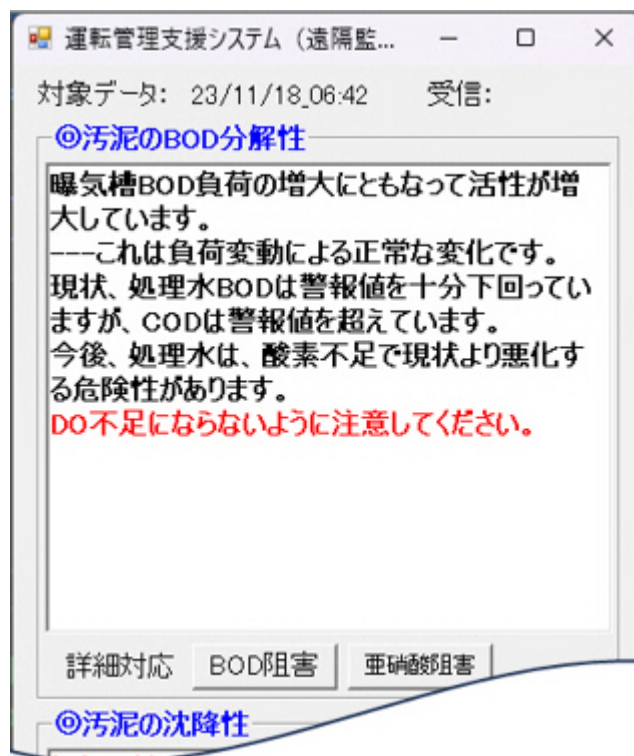 運転管理支援システム（遠隔監...
対象データ: 23/11/18_06:42 受信:
◎汚泥のBOD分解性
曝気槽BOD負荷の増大にともなって活性が増
大しています。
---これは負荷変動による正常な変化です。
現状、処理水BODは警報値を十分下回ってい
ますが、CODは警報値を超えています。
今後、処理水は、酸素不足で現状より悪化す
る危険性があります。
DO不足にならないように注意してください。
詳細対応 BOD阻害 亜硝酸阻害
◎汚泥の沈降性